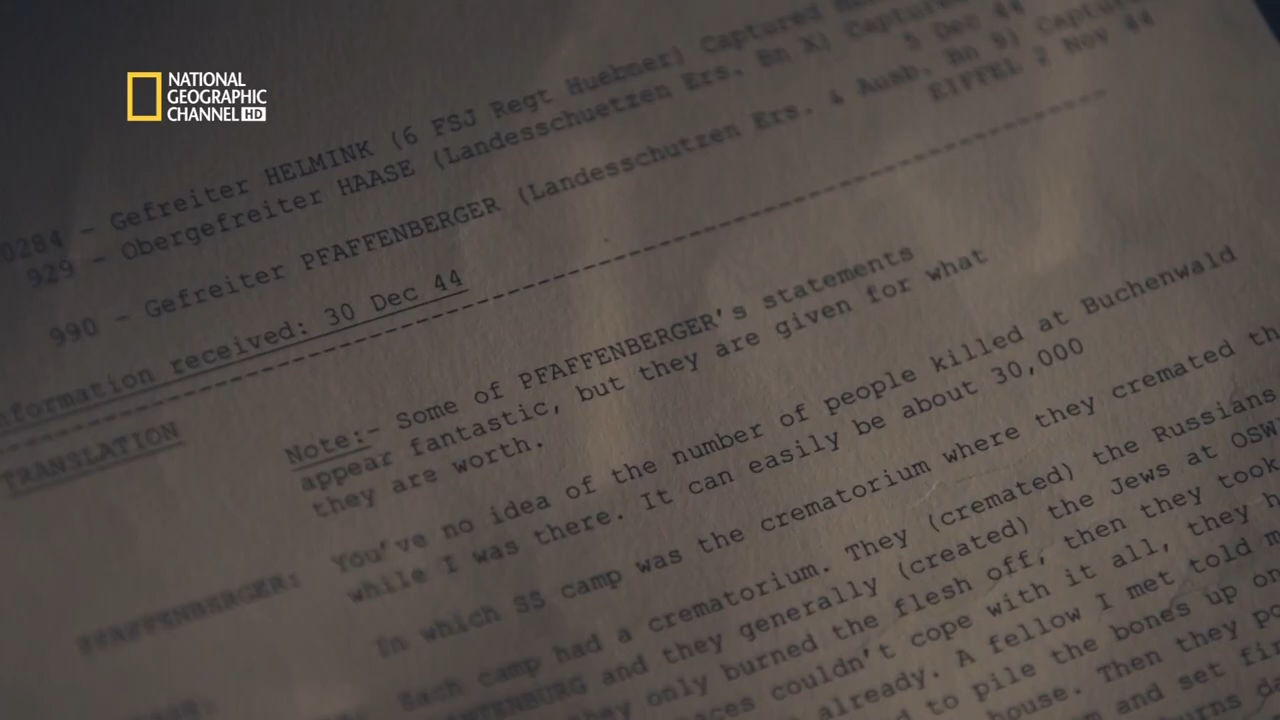 NATIONAL
GEOGRAPHIC
CHANNEL HD
0284 - Gefreiter HELMINK (6 FSJ Regt Huebner) Captured
929 - Obergefreiter HAASE (Landesschuetzen Ers. Bn X) Captured 5 Dec 44
990 - Gefreiter PFAFFENBERGER (Landesschutzen Ers. & Ausb, Bn 9) Captured
EIFFEL 2 Nov 44
nformation received: 30 Dec 44
TRANSLATION
Note:- Some of PFAFFENBERGER's statements
appear fantastic, but they are given for what
they are worth.
PFAFFENBERGER: You've no idea of the number of people killed at Buchenwald
while I was there. It can easily be about 30,000
In which SS camp was the crematorium where they cremated th
Each camp had a crematorium. They (cremated) the Russians
ENBURG and they generally (created) the Jews at OSW
they only burned the flesh off, then they took
aces couldn't cope with it all, they h
already. A fellow I met told m
to pile the bones up on
house. Then they po
and set fir
urns da